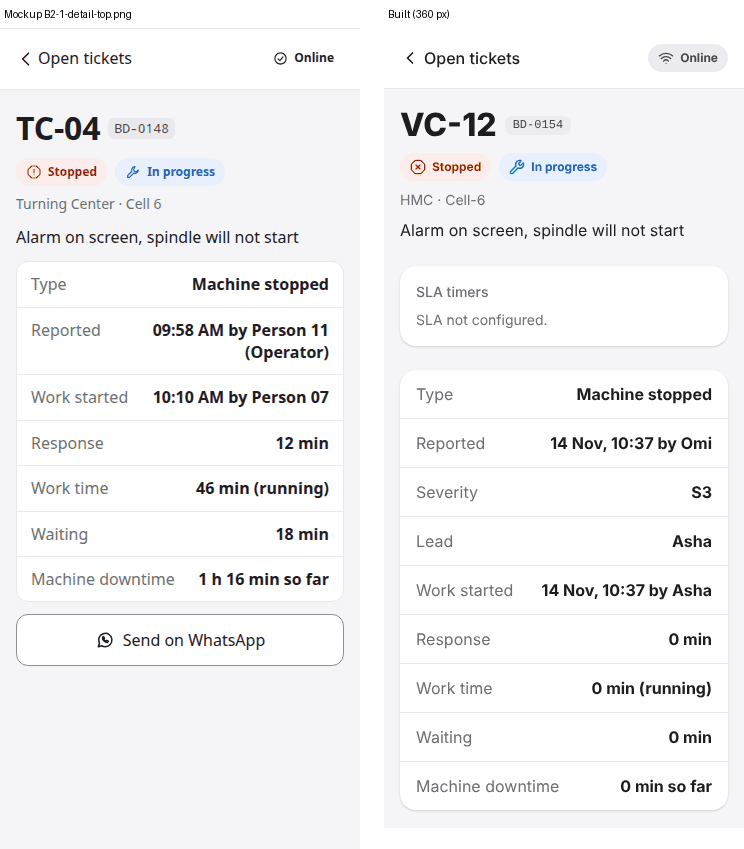 Mockup B2-1-detail-top.png
Open tickets
Online
TC-04 BD-0148
Stopped In progress
Turning Center · Cell 6
Alarm on screen, spindle will not start
Type Machine stopped
Reported 09:58 AM by Person 11
(Operator)
Work started 10:10 AM by Person 07
Response 12 min
Work time 46 min (running)
Waiting 18 min
Machine downtime 1 h 16 min so far
Send on WhatsApp
Built (360 px)
Open tickets
Online
VC-12 BD-0154
Stopped In progress
HMC · Cell-6
Alarm on screen, spindle will not start
SLA timers
SLA not configured.
Type Machine stopped
Reported 14 Nov, 10:37 by Omi
Severity S3
Lead Asha
Work started 14 Nov, 10:37 by Asha
Response 0 min
Work time 0 min (running)
Waiting 0 min
Machine downtime 0 min so far